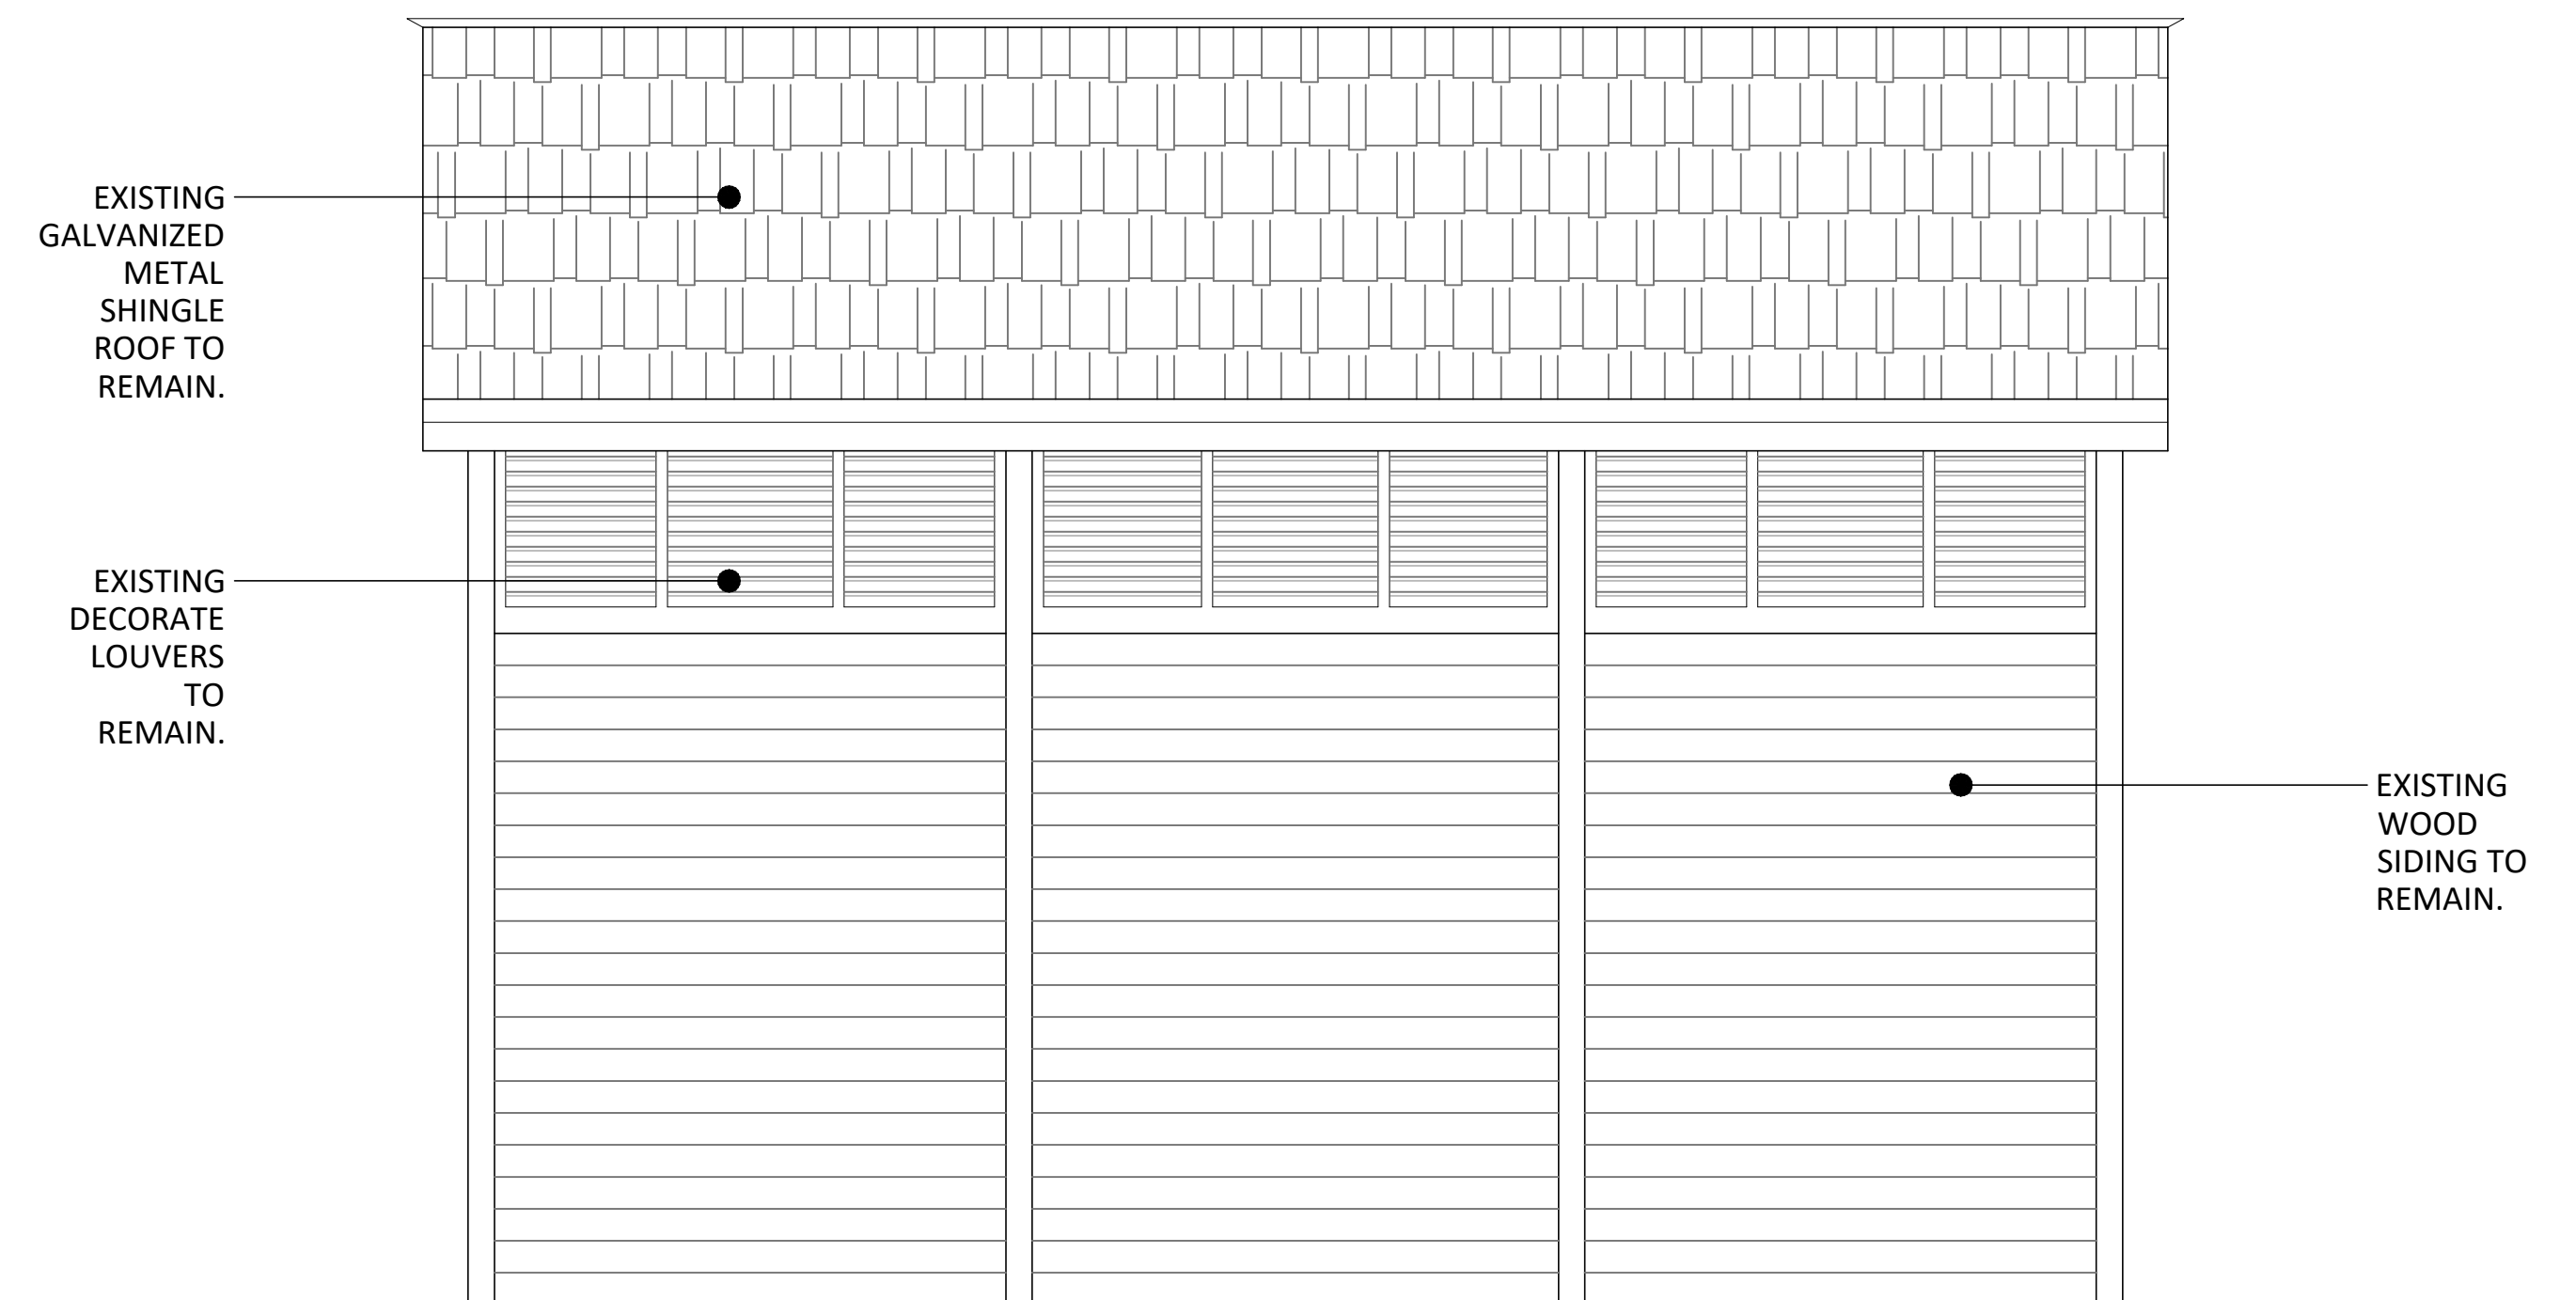 EXISTING
GALVANIZED
METAL
SHINGLE
ROOF TO
REMAIN.
EXISTING
DECORATE
LOUVERS
TO
REMAIN.
EXISTING
WOOD
SIDING TO
REMAIN.